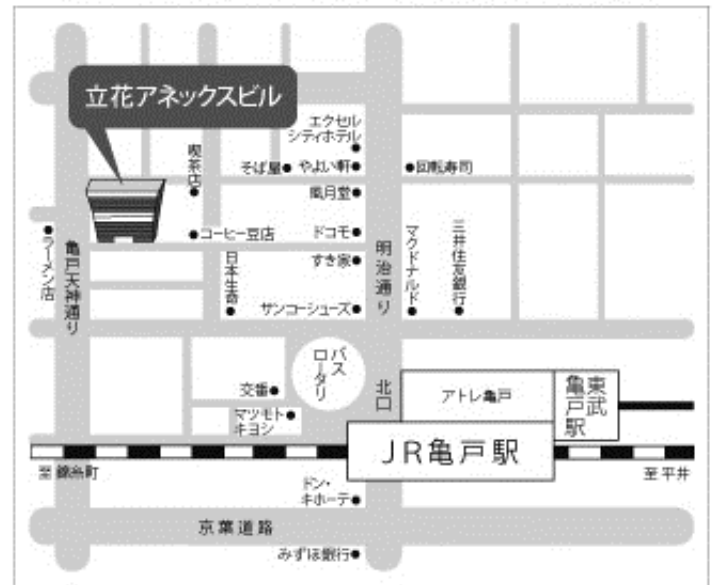 立花アネックスビル
エクセル
シティホテル
喫茶店
そば屋
やよい軒
回転寿司
風月堂
コーヒー豆店
ドコモ
ラーメン店
亀戸天神通り
日本生命
すき家
明治通り
マクドナルド
三井住友銀行
サンコーシューズ
バス
ロータリー
交番
北口
アトレ亀戸
東武
亀戸駅
マツモト
キヨシ
JR亀戸駅
至 錦糸町
至 平井
ドン・
キホーテ
京葉道路
みずほ銀行